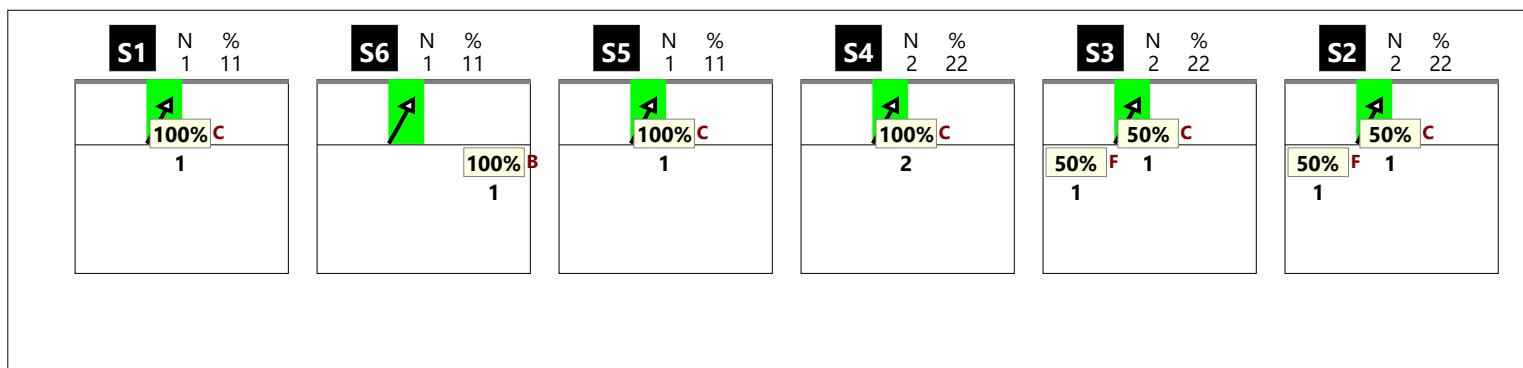 S1 N % 1 11
S6 N % 1 11
S5 N % 1 11
S4 N % 2 22
S3 N % 2 22
S2 N % 2 22
100% C
1
100% B
1
100% C
1
100% C
2
50% C
1
50% F
1
50% C
1
50% F
1